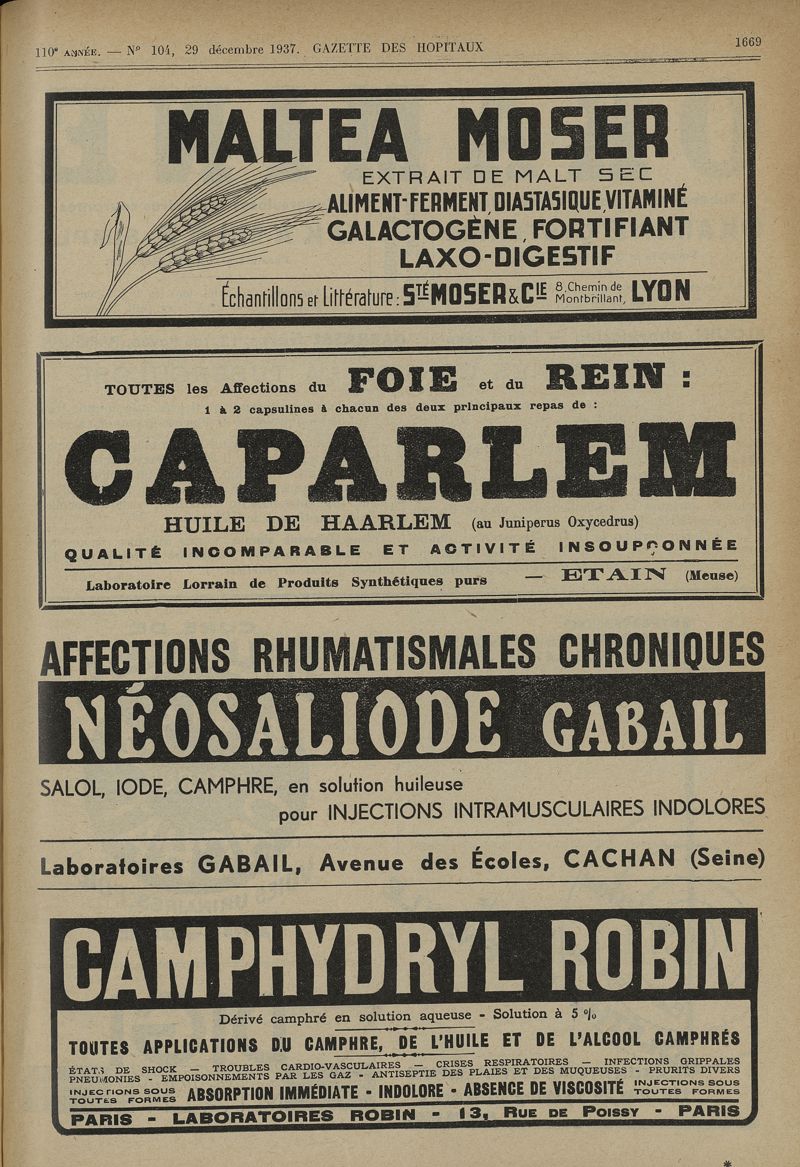 110e ANNÉE. — No 104, 29 décembre 1937. GAZETTE DES HOPITAUX 1669
MALTEA MOSER
EXTRAIT DE MALT SEC
ALIMENT-FERMENT, DIASTASIQUE, VITAMINÉ
GALACTOGÈNE, FORTIFIANT
LAXO-DIGESTIF
Échantillons et Littérature : STÉ MOSER & CIE 8, Chemin de Montbrillant, LYON
TOUTES les Affections du FOIE et du REIN :
1 à 2 capsulines à chacun des deux principaux repas de :
CAPARLEM
HUILE DE HAARLEM (au Juniperus Oxycedrus)
QUALITÉ INCOMPARABLE ET ACTIVITÉ INSOUPÇONNÉE
Laboratoire Lorrain de Produits Synthétiques purs — ETAIN (Meuse)
AFFECTIONS RHUMATISMALES CHRONIQUES
NÉOSALIODE GABAIL
SALOL, IODE, CAMPHRE, en solution huileuse
pour INJECTIONS INTRAMUSCULAIRES INDOLORES
Laboratoires GABAIL, Avenue des Écoles, CACHAN (Seine)
CAMPHYDRYL ROBIN
Dérivé camphré en solution aqueuse - Solution à 5 %
TOUTES APPLICATIONS DU CAMPHRE, DE L'HUILE ET DE L'ALCOOL CAMPHRÉS
ÉTATS DE SHOCK — TROUBLES CARDIO-VASCULAIRES — CRISES RESPIRATOIRES — INFECTIONS GRIPPALES
PNEUMONIES - EMPOISONNEMENTS PAR LES GAZ - ANTISEPTIE DES PLAIES ET DES MUQUEUSES - PRURITS DIVERS
INJECTIONS SOUS TOUTES FORMES ABSORPTION IMMÉDIATE - INDOLORE - ABSENCE DE VISCOSITÉ INJECTIONS SOUS TOUTES FORMES
PARIS - LABORATOIRES ROBIN - 13, RUE DE POISSY - PARIS
*